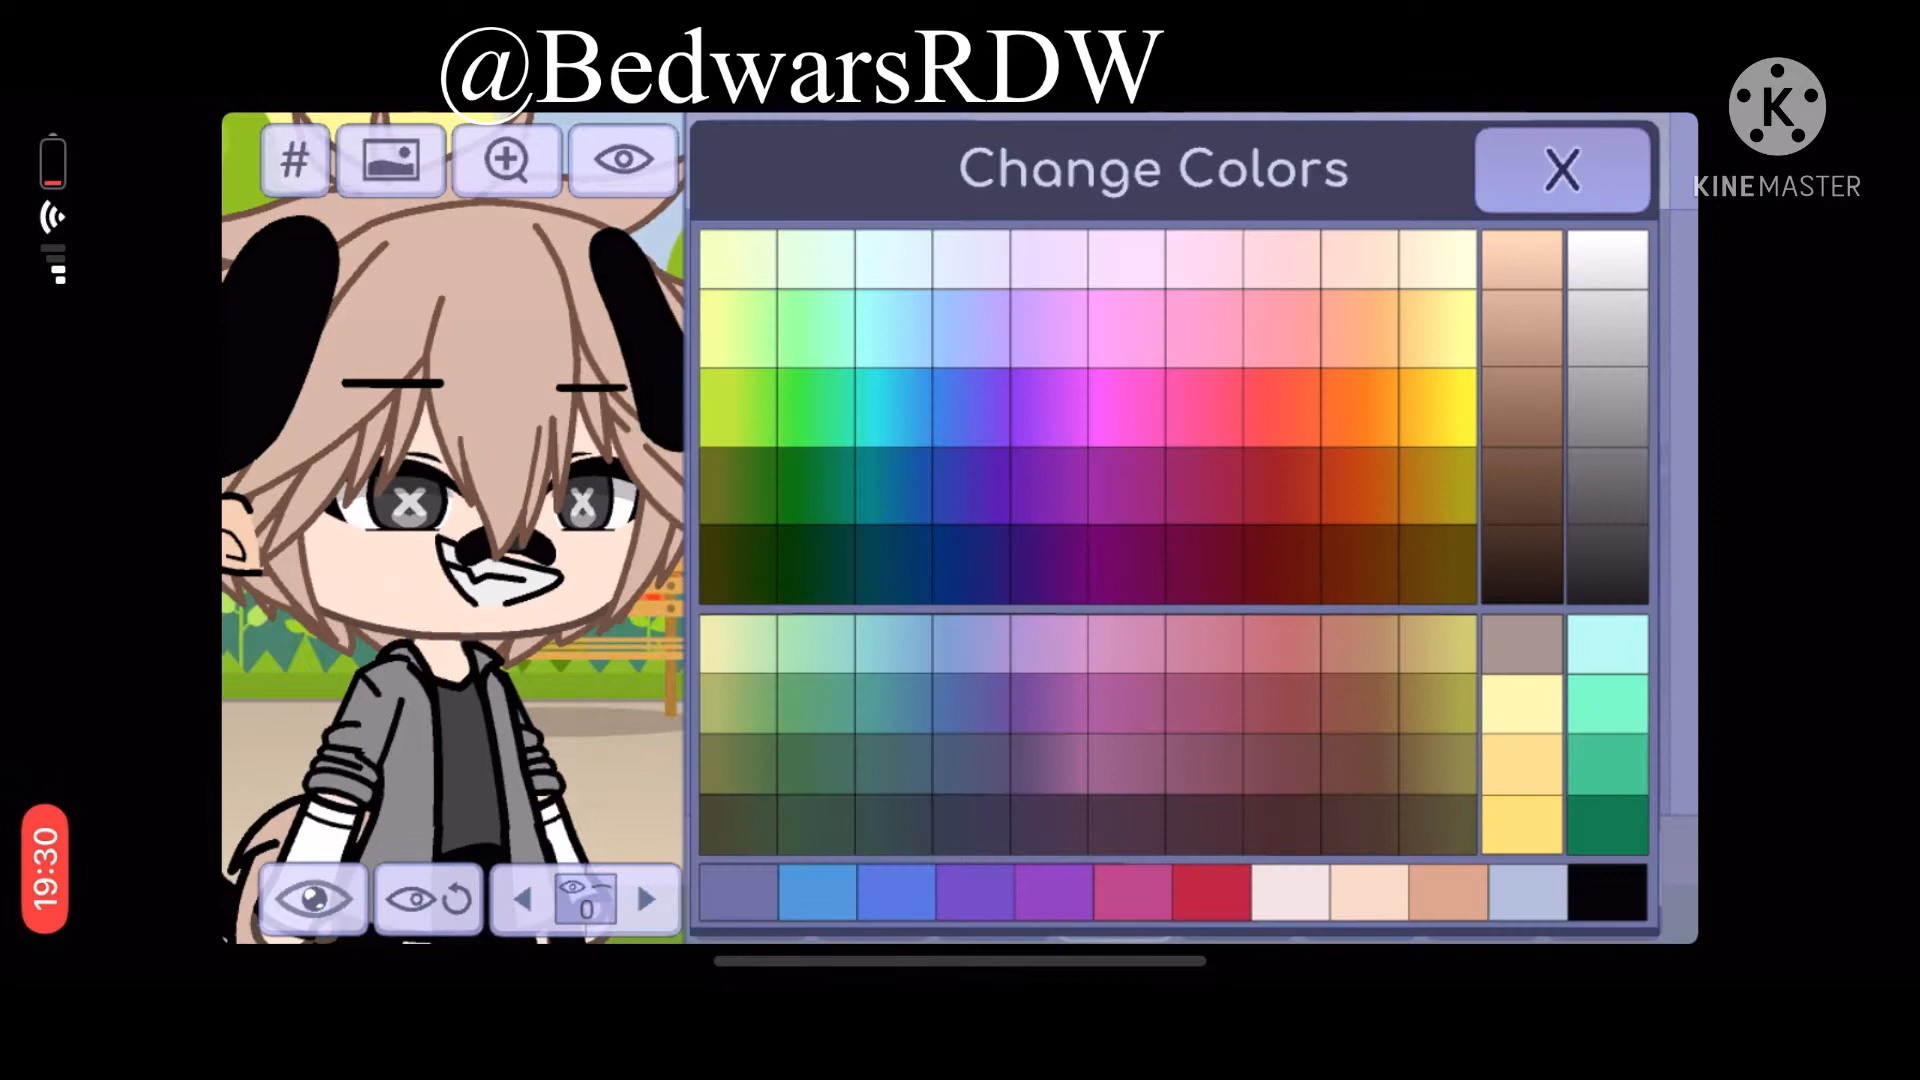 @BedwarsRDW
K
KINEMASTER
#
Change Colors
X
19:30
0